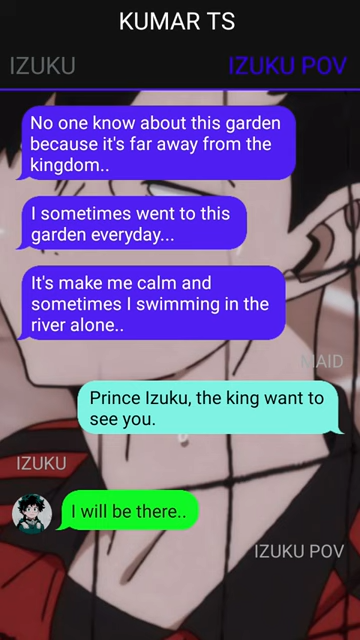 KUMAR TS
IZUKU
IZUKU POV
No one know about this garden
because it's far away from the
kingdom..
I sometimes went to this
garden everyday...
It's make me calm and
sometimes I swimming in the
river alone..
MAID
Prince Izuku, the king want to
see you.
IZUKU
I will be there..
IZUKU POV